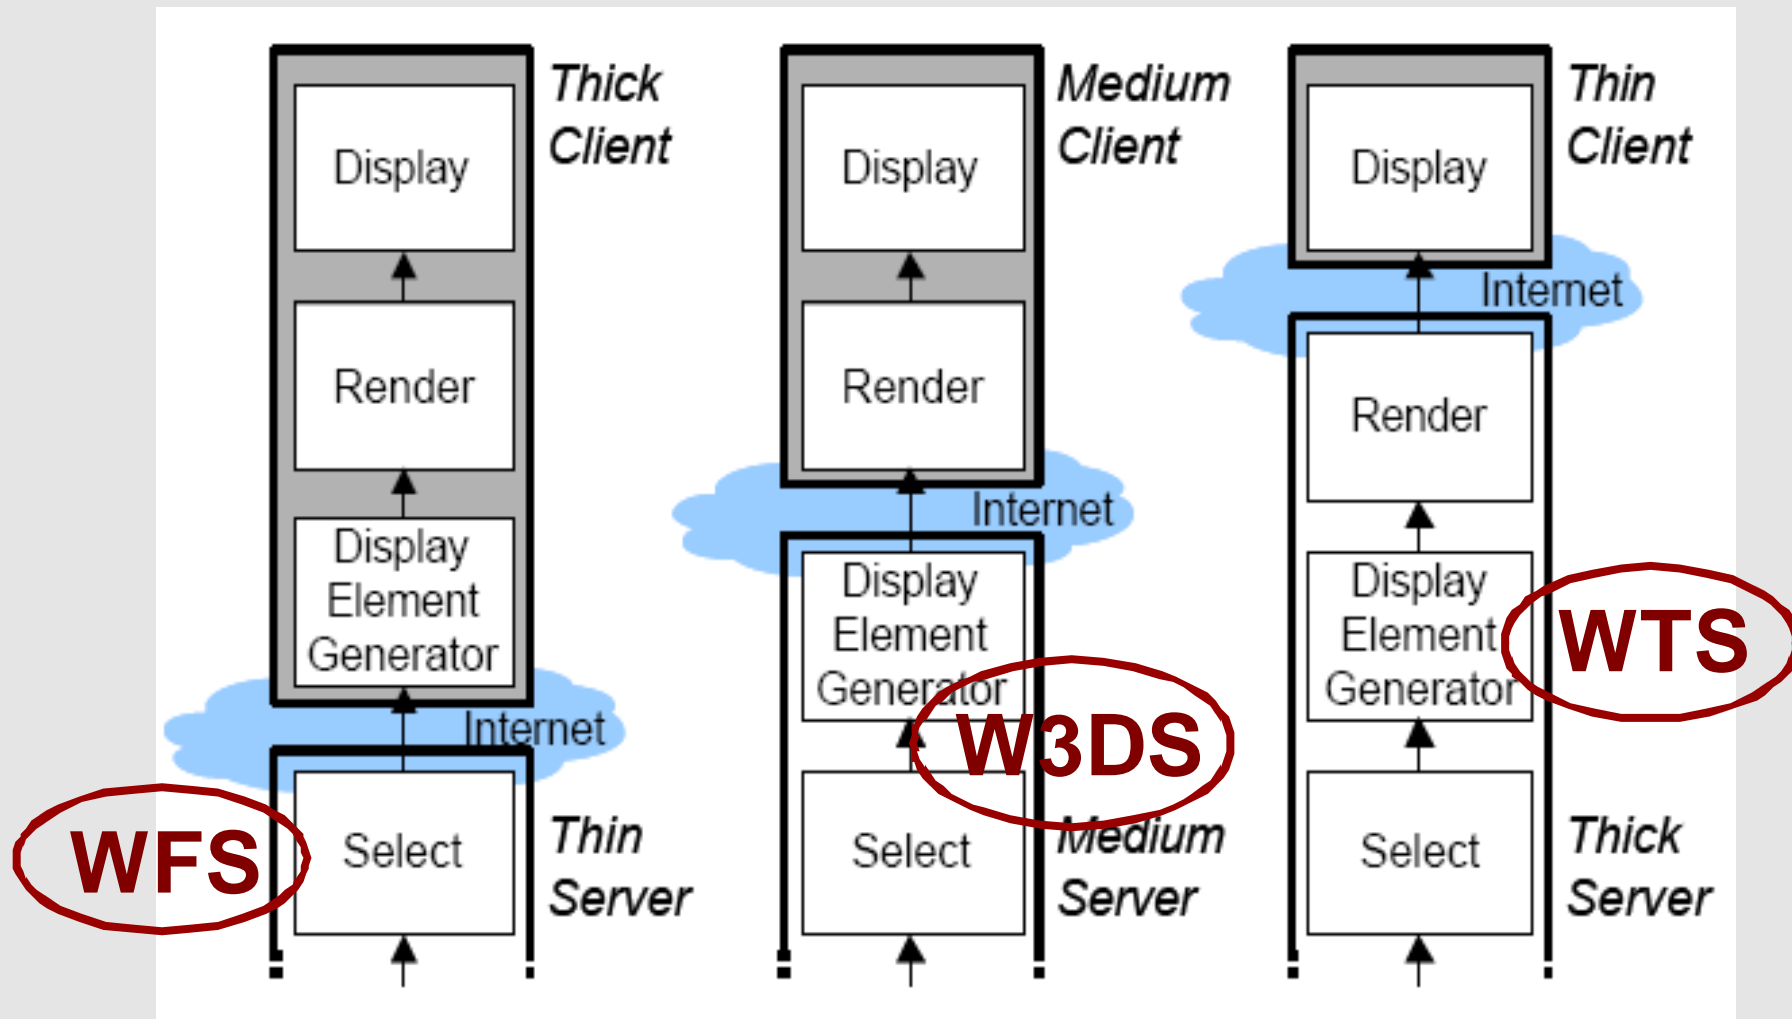 Thick
Client
Display
Render
Display
Element
Generator
Internet
WFS
Select
Thin
Server
Medium
Client
Display
Render
Internet
Display
Element
Generator
W3DS
Select
Medium
Server
Thin
Client
Display
Internet
Render
Display
Element
Generator
WTS
Select
Thick
Server